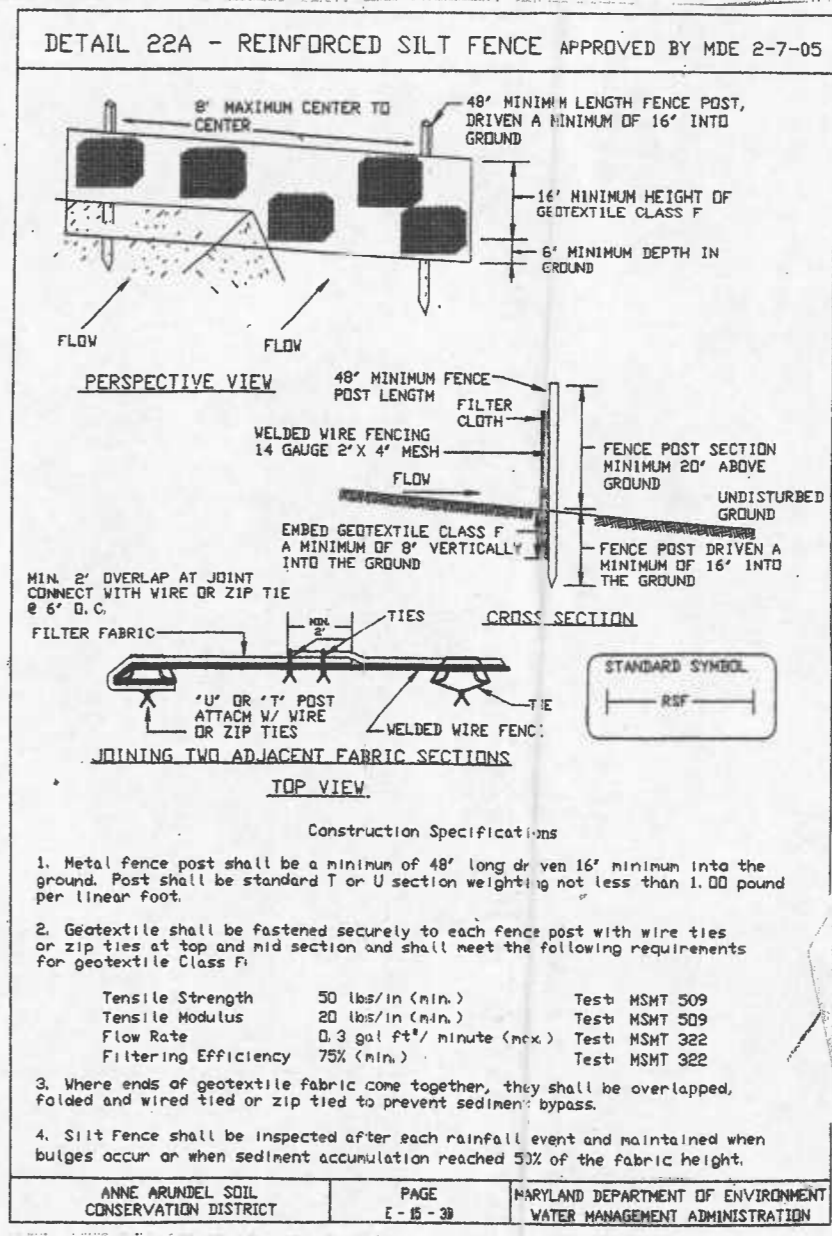 DETAIL 22A - REINFORCED SILT FENCE APPROVED BY MDE 2-7-05
8' MAXIMUM CENTER TO
CENTER
48" MINIMUM LENGTH FENCE POST,
DRIVEN A MINIMUM OF 16" INTO
GROUND
16" MINIMUM HEIGHT OF
GEOTEXTILE CLASS F
8" MINIMUM DEPTH IN
GROUND
FLOW
FLOW
PERSPECTIVE VIEW
48" MINIMUM FENCE
POST LENGTH
FILTER
CLOTH
WELDED WIRE FENCING
14 GAUGE 2"X 4" MESH
FLOW
FENCE POST SECTION
MINIMUM 20" ABOVE
GROUND
UNDISTURBED
GROUND
EMBED GEOTEXTILE CLASS F
A MINIMUM OF 8" VERTICALLY
INTO THE GROUND
FENCE POST DRIVEN A
MINIMUM OF 16" INTO
THE GROUND
CROSS SECTION
MIN. 2' OVERLAP AT JOINT
CONNECT WITH WIRE OR ZIP TIE
@ 6" O.C.
FILTER FABRIC
MIN.
2'
TIES
"U" OR "T" POST
ATTACH W/ WIRE
OR ZIP TIES
TIE
WELDED WIRE FENC
JOINING TWO ADJACENT FABRIC SECTIONS
TOP VIEW
STANDARD SYMBOL
RSF
Construction Specifications
1. Metal fence post shall be a minimum of 48" long driven 16" minimum into the
ground. Post shall be standard T or U section weighting not less than 1.00 pound
per linear foot.
2. Geotextile shall be fastened securely to each fence post with wire ties
or zip ties at top and mid section and shall meet the following requirements
for geotextile Class F:
Tensile Strength 50 lbs/in (min.) Test: MSMT 509
Tensile Modulus 20 lbs/in (min.) Test: MSMT 509
Flow Rate 0.3 gal ft²/ minute (max.) Test: MSMT 322
Filtering Efficiency 75% (min.) Test: MSMT 322
3. Where ends of geotextile fabric come together, they shall be overlapped,
folded and wired tied or zip tied to prevent sediment bypass.
4. Silt Fence shall be inspected after each rainfall event and maintained when
bulges occur or when sediment accumulation reached 50% of the fabric height.
ANNE ARUNDEL SOIL
CONSERVATION DISTRICT
PAGE
E - 15 - 3B
MARYLAND DEPARTMENT OF ENVIRONMENT
WATER MANAGEMENT ADMINISTRATION